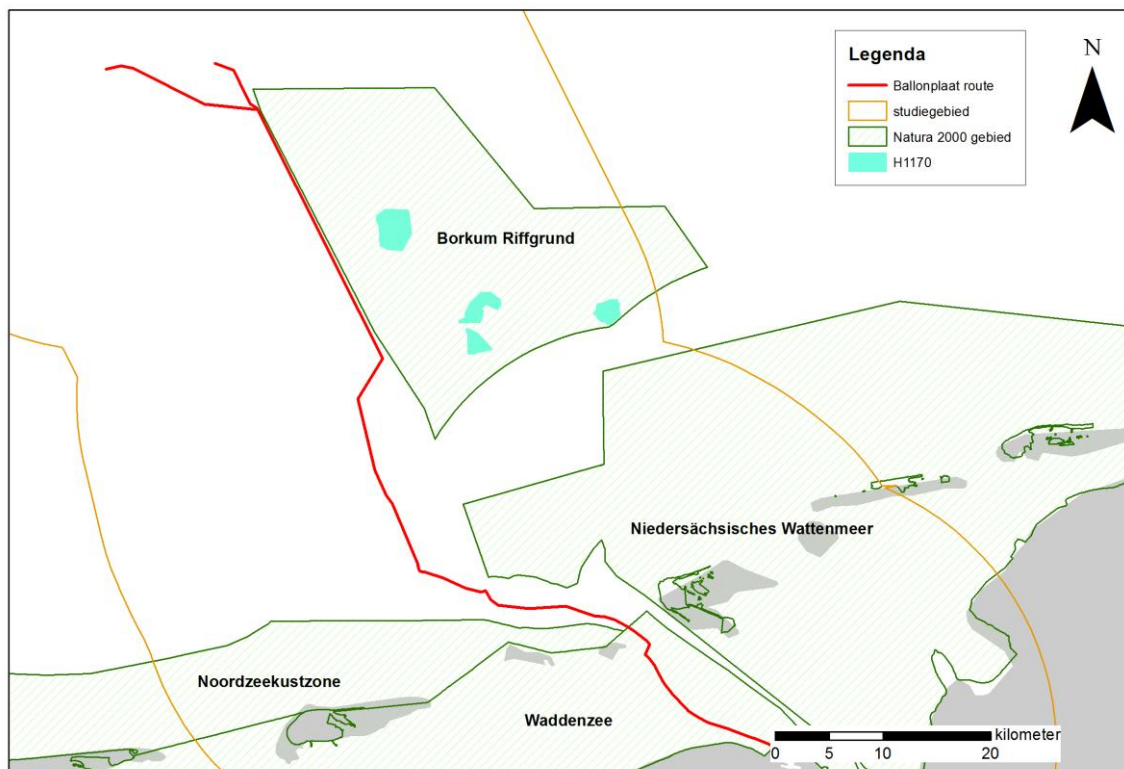 Legenda
Ballonplaat route
studiegebied
Natura 2000 gebied
H1170
N
Borkum Riffgrund
Niedersächsisches Wattenmeer
Noordzeekustzone
Waddenzee
kilometer
0 5 10 20